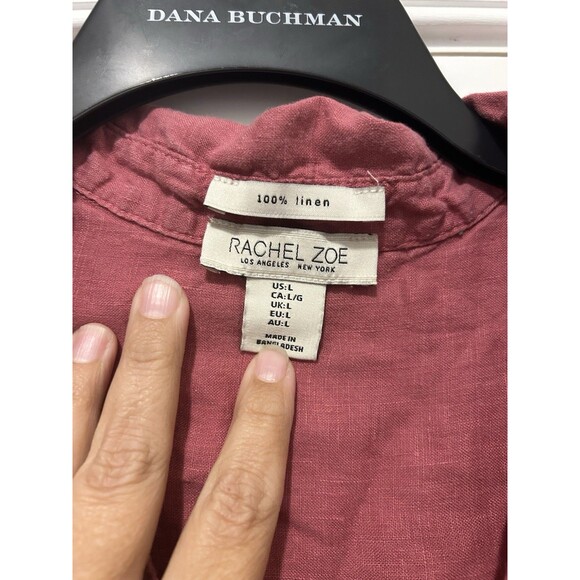 DANA BUCHMAN
100% linen
RACHEL ZOE
LOS ANGELES NEW YORK
US:L
CA:L/G
UK:L
EU:L
AU:L
MADE IN
BANGLADESH